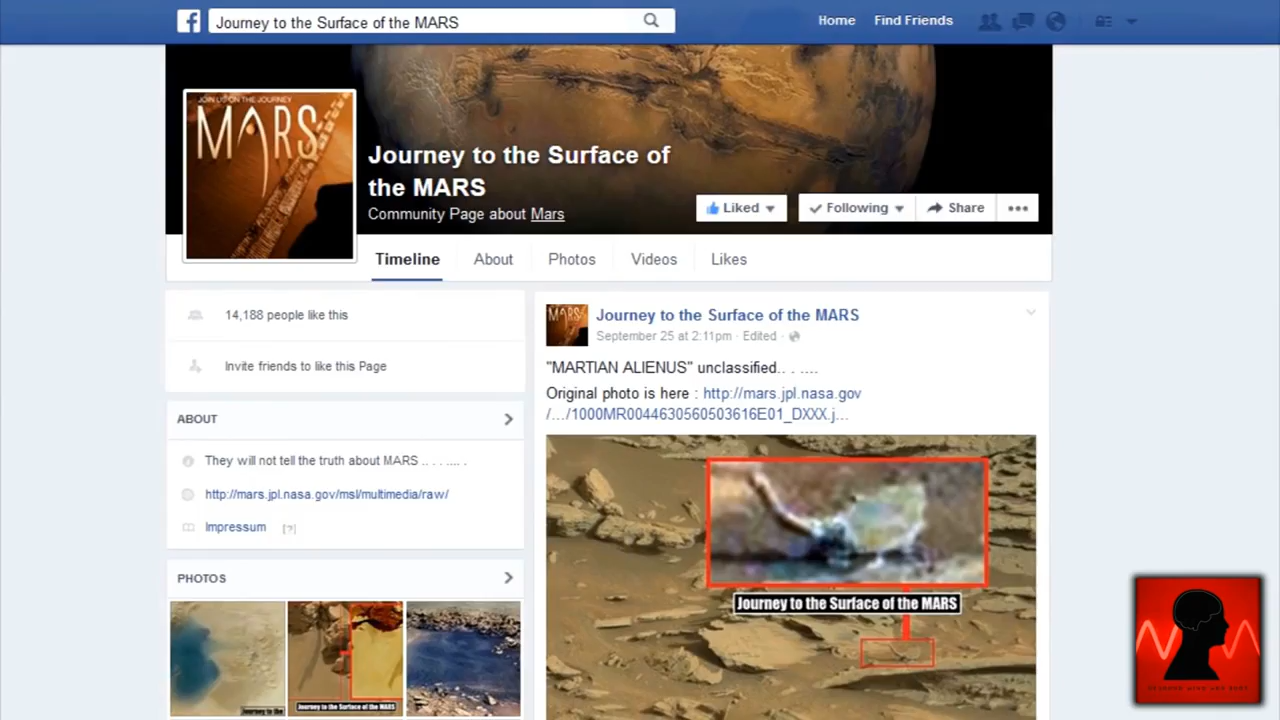 Journey to the Surface of the MARS
Home
Find Friends
JOIN US ON THE JOURNEY
MARS
Journey to the Surface of
the MARS
Community Page about Mars
Liked
Following
Share
Timeline
About
Photos
Videos
Likes
14,188 people like this
Invite friends to like this Page
ABOUT
They will not tell the truth about MARS .. . . .... .
http://mars.jpl.nasa.gov/msl/multimedia/raw/
Impressum [?]
PHOTOS
Journey to the
Journey to the Surface of the MARS
MARS
Journey to the Surface of the MARS
September 25 at 2:11pm · Edited ·
"MARTIAN ALIENUS" unclassified.. . ....
Original photo is here : http://mars.jpl.nasa.gov
/.../1000MR0044630560503616E01_DXXX.j...
Journey to the Surface of the MARS